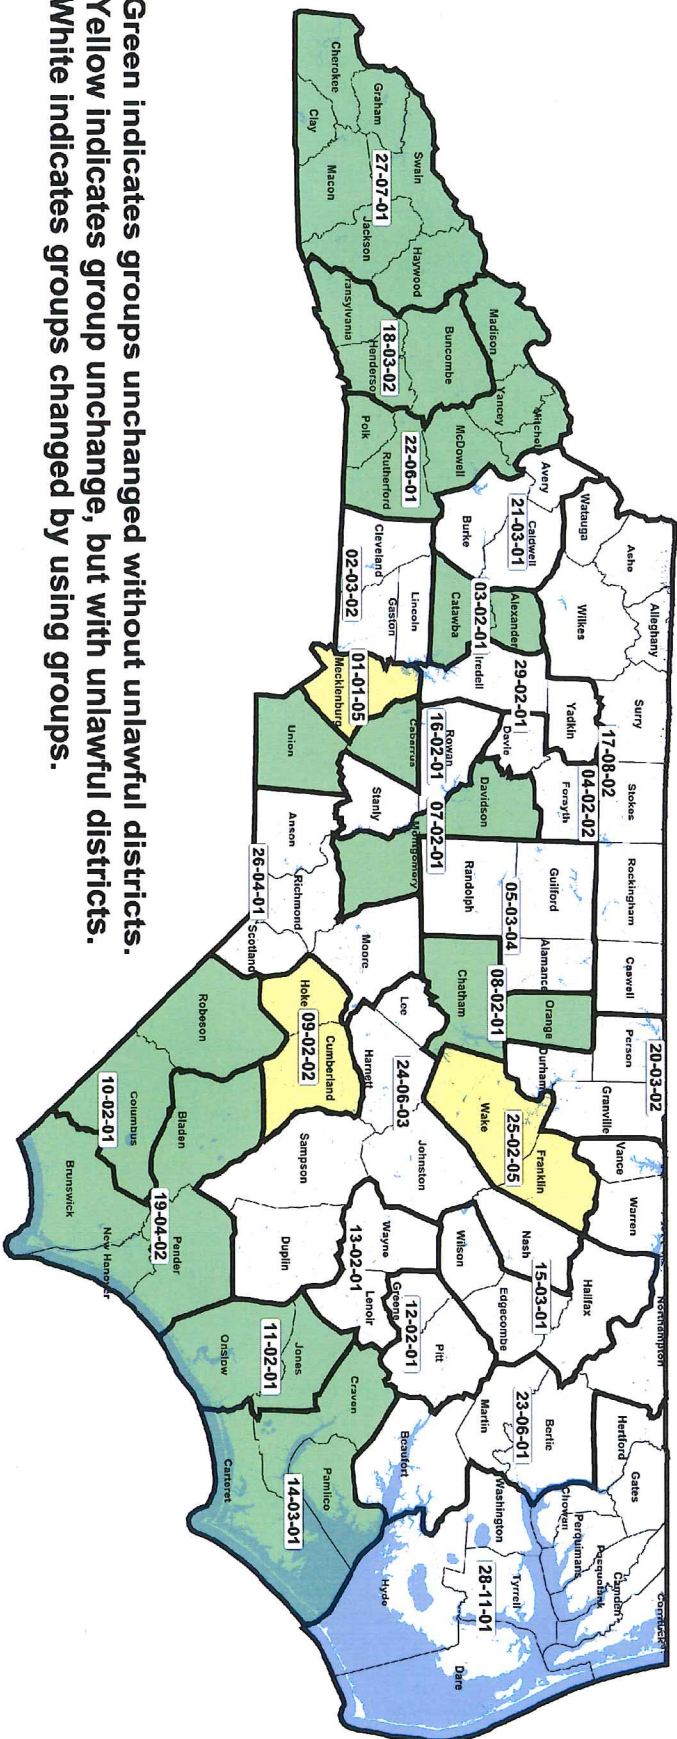 Cherokee
Graham
Clay
Swain
27-07-01
Macon
Jackson
Haywood
Transylvania
18-03-02
Henderso
Buncombe
Madison
Yancey
Mitchel
McDowell
Polk
Rutherford
22-06-01
Avery
Watauga
Ashe
Alleghany
21-03-01
Caldwell
Burke
Wilkes
Cleveland
02-03-02
Gaston
Lincoln
Catawba
03-02-01
Alexander
Iredell
29-02-01
Yadkin
Surry
17-08-02
Stokes
04-02-02
Forsyth
Davie
Rowan
16-02-01
01-01-05
Mecklenburg
Cabarrus
Union
Stanly
07-02-01
Davidson
Montgomery
Anson
Richmond
26-04-01
Scotland
Randolph
05-03-04
Guilford
Rockingham
Caswell
Alamance
Moore
Chatham
08-02-01
Orange
Person
20-03-02
Durham
Granville
Vance
Warren
Lee
Harnett
24-06-03
Hoke
09-02-02
Cumberland
Robeson
Wake
25-02-05
Franklin
Johnston
Sampson
Columbus
10-02-01
Bladen
Brunswick
19-04-02
Pender
New Hanover
Duplin
Wayne
13-02-01
Lenoir
Greene
Wilson
Nash
15-03-01
Halifax
Northampton
Edgecombe
12-02-01
Pitt
Onslow
11-02-01
Jones
Craven
Carteret
14-03-01
Pamlico
Beaufort
Martin
23-06-01
Bertie
Hertford
Gates
Washington
Chowan
Perquimans
Pasquotank
Camden
Currituck
Tyrrell
28-11-01
Hyde
Dare
Green indicates groups unchanged without unlawful districts.
Yellow indicates group unchange, but with unlawful districts.
White indicates groups changed by using groups.